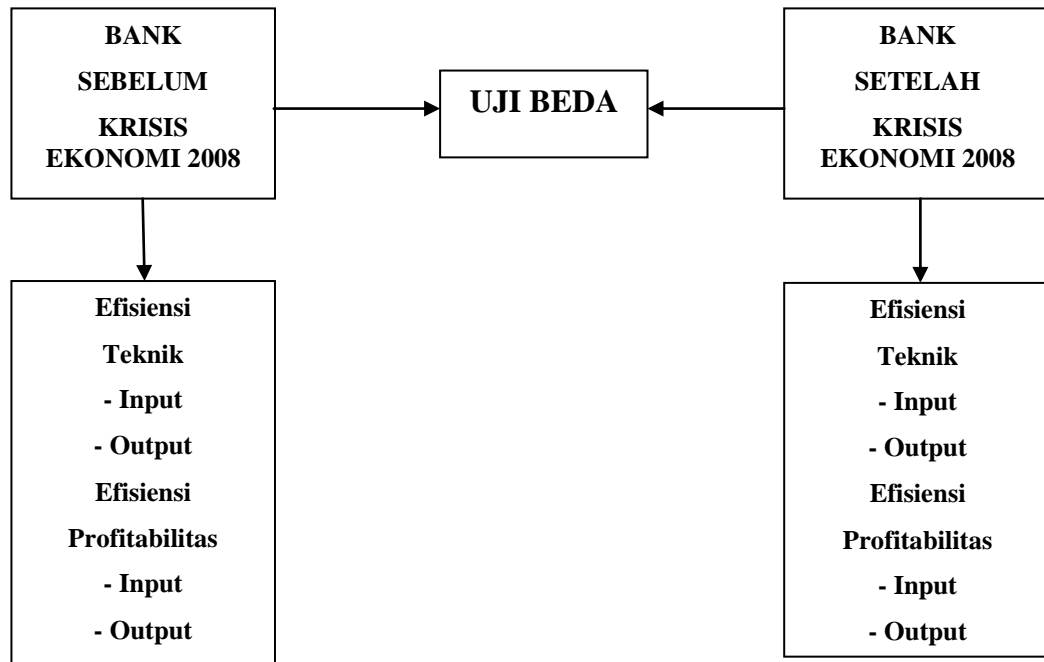 BANK
SEBELUM
KRISIS
EKONOMI 2008
UJI BEDA
BANK
SETELAH
KRISIS
EKONOMI 2008
Efisiensi
Teknik
- Input
- Output
Efisiensi
Profitabilitas
- Input
- Output
Efisiensi
Teknik
- Input
- Output
Efisiensi
Profitabilitas
- Input
- Output